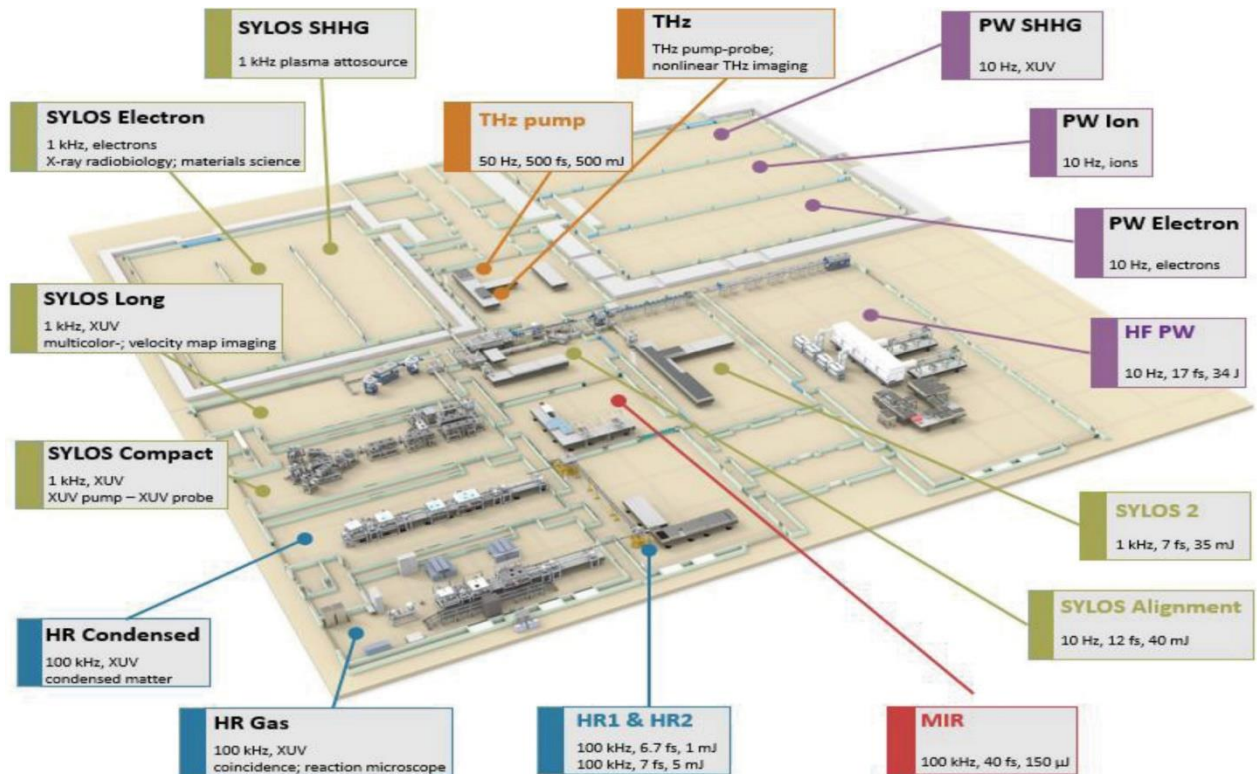 SYLOS SHHG
1 kHz plasma attosource
THz
THz pump-probe;
nonlinear THz imaging
PW SHHG
10 Hz, XUV
SYLOS Electron
1 kHz, electrons
X-ray radiobiology; materials science
THz pump
50 Hz, 500 fs, 500 mJ
PW Ion
10 Hz, ions
PW Electron
10 Hz, electrons
SYLOS Long
1 kHz, XUV
multicolor-; velocity map imaging
HF PW
10 Hz, 17 fs, 34 J
SYLOS Compact
1 kHz, XUV
XUV pump – XUV probe
SYLOS 2
1 kHz, 7 fs, 35 mJ
SYLOS Alignment
10 Hz, 12 fs, 40 mJ
HR Condensed
100 kHz, XUV
condensed matter
HR Gas
100 kHz, XUV
coincidence; reaction microscope
HR1 & HR2
100 kHz, 6.7 fs, 1 mJ
100 kHz, 7 fs, 5 mJ
MIR
100 kHz, 40 fs, 150 µJ